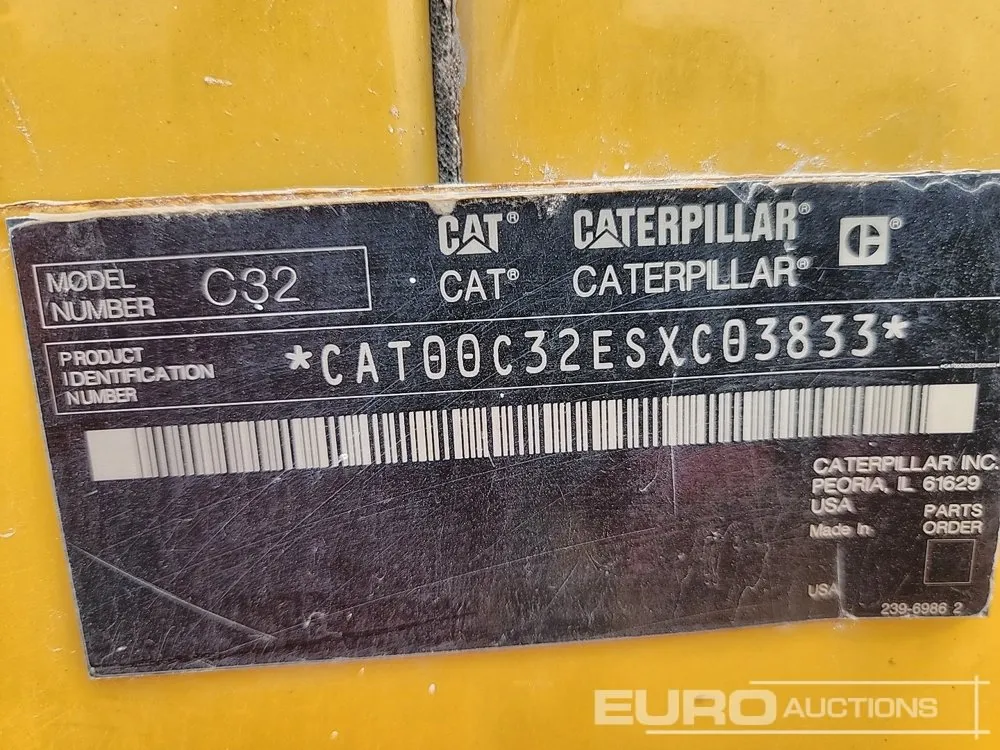 CAT® CATERPILLAR® ®
CAT® CATERPILLAR®
MODEL
NUMBER
C32
PRODUCT
IDENTIFICATION
NUMBER
*CAT00C32ESXC03833*
CATERPILLAR INC.
PEORIA, IL 61629
USA
Made In
USA
PARTS
ORDER
239-6986 2
EURO AUCTIONS